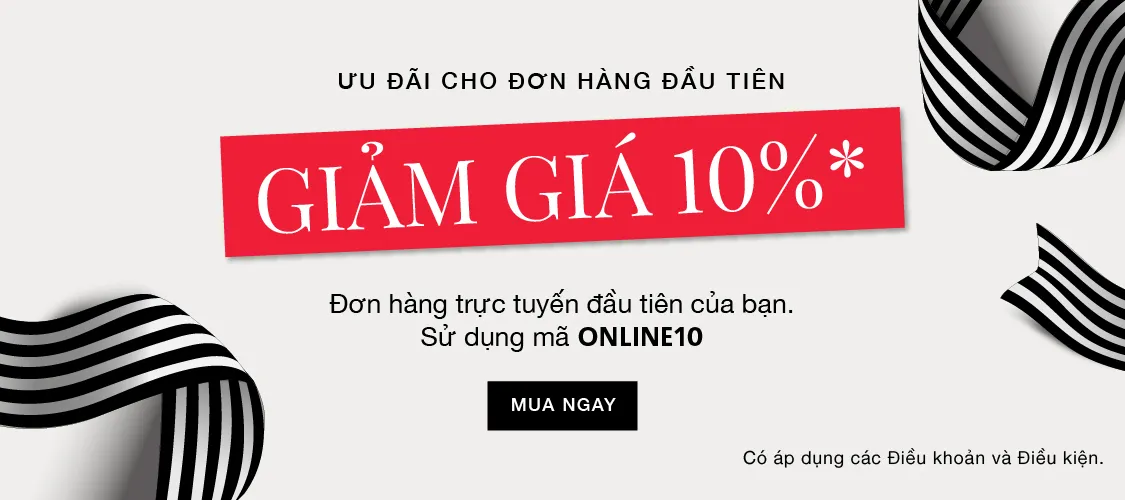 ƯU ĐÃI CHO ĐƠN HÀNG ĐẦU TIÊN
GIẢM GIÁ 10%*
Đơn hàng trực tuyến đầu tiên của bạn.
Sử dụng mã ONLINE10
MUA NGAY
Có áp dụng các Điều khoản và Điều kiện.